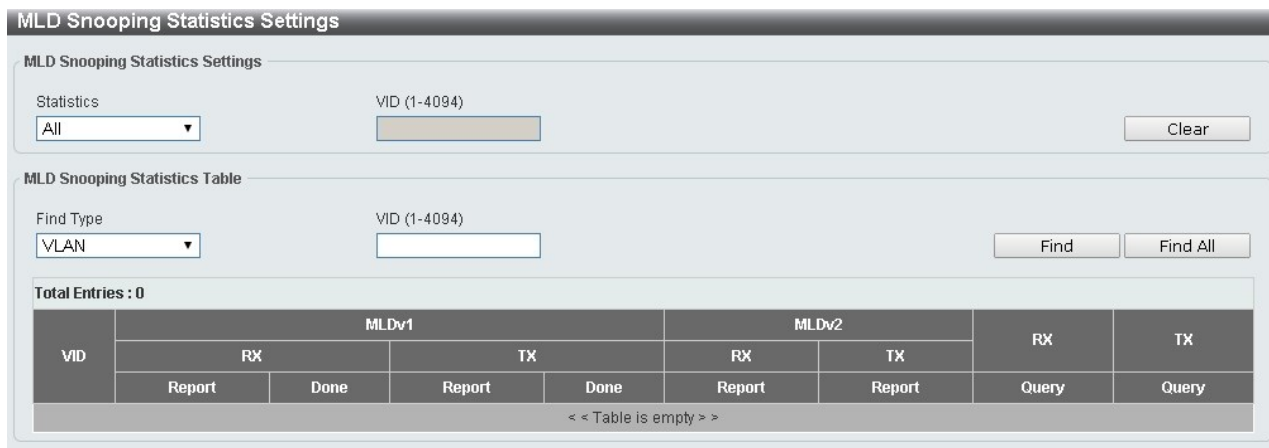 MLD Snooping Statistics Settings
MLD Snooping Statistics Settings
Statistics VID (1-4094)
All Clear
MLD Snooping Statistics Table
Find Type VID (1-4094)
VLAN Find Find All
Total Entries : 0
VID MLDv1 MLDv2 RX TX
RX TX RX TX
Report Done Report Done Report Report Query Query
< < Table is empty > >